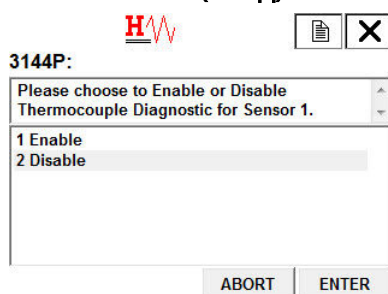 H
3144P:
Please choose to Enable or Disable
Thermocouple Diagnostic for Sensor 1.
1 Enable
2 Disable
ABORT ENTER